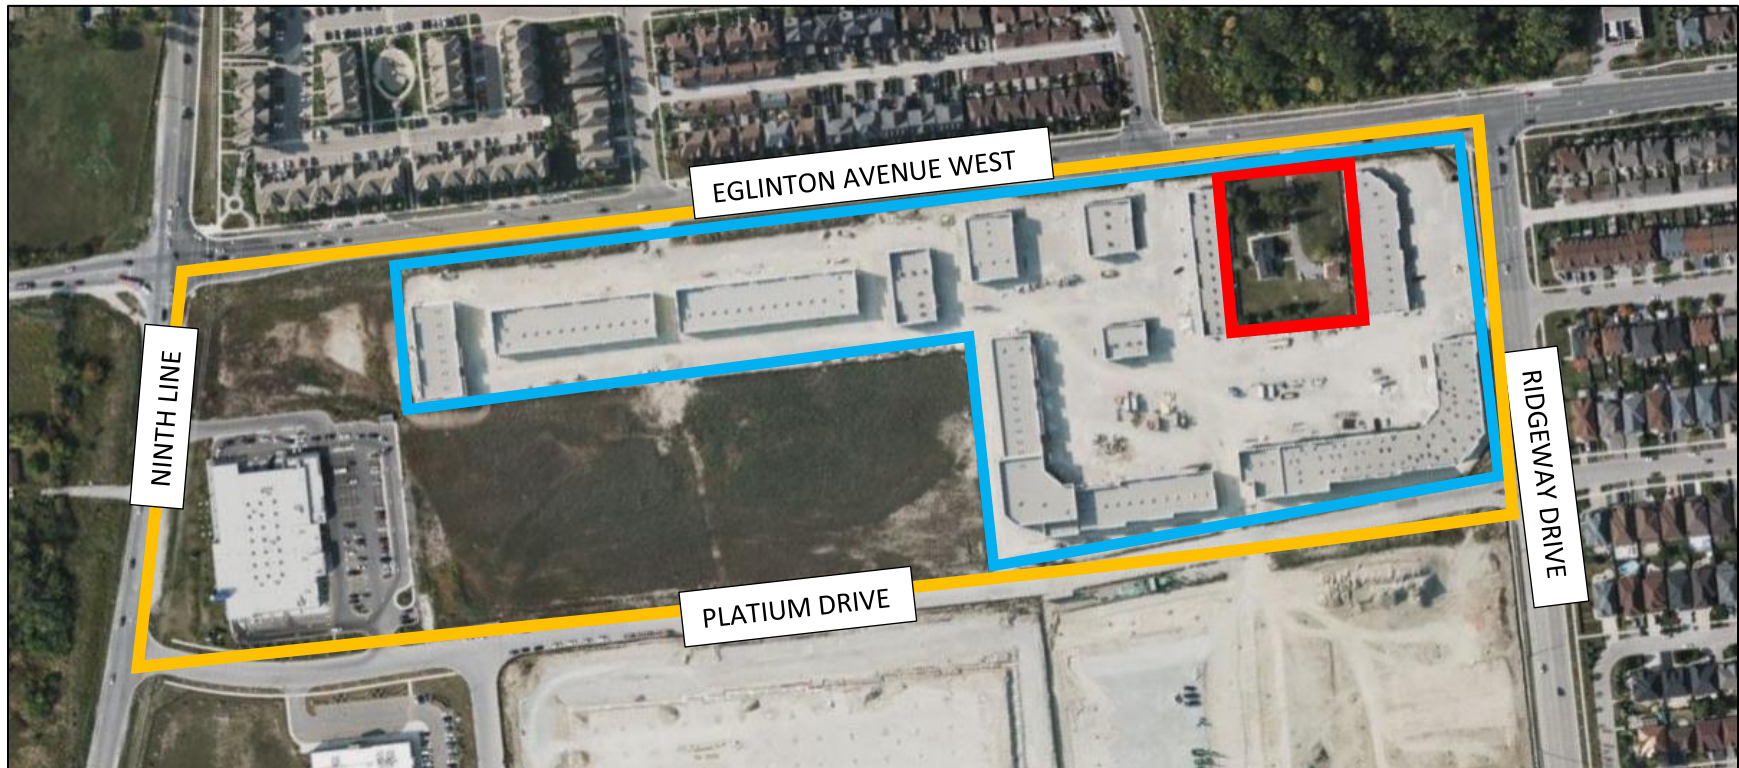 EGLINTON AVENUE WEST
NINTH LINE
RIDGEWAY DRIVE
PLATIUM DRIVE